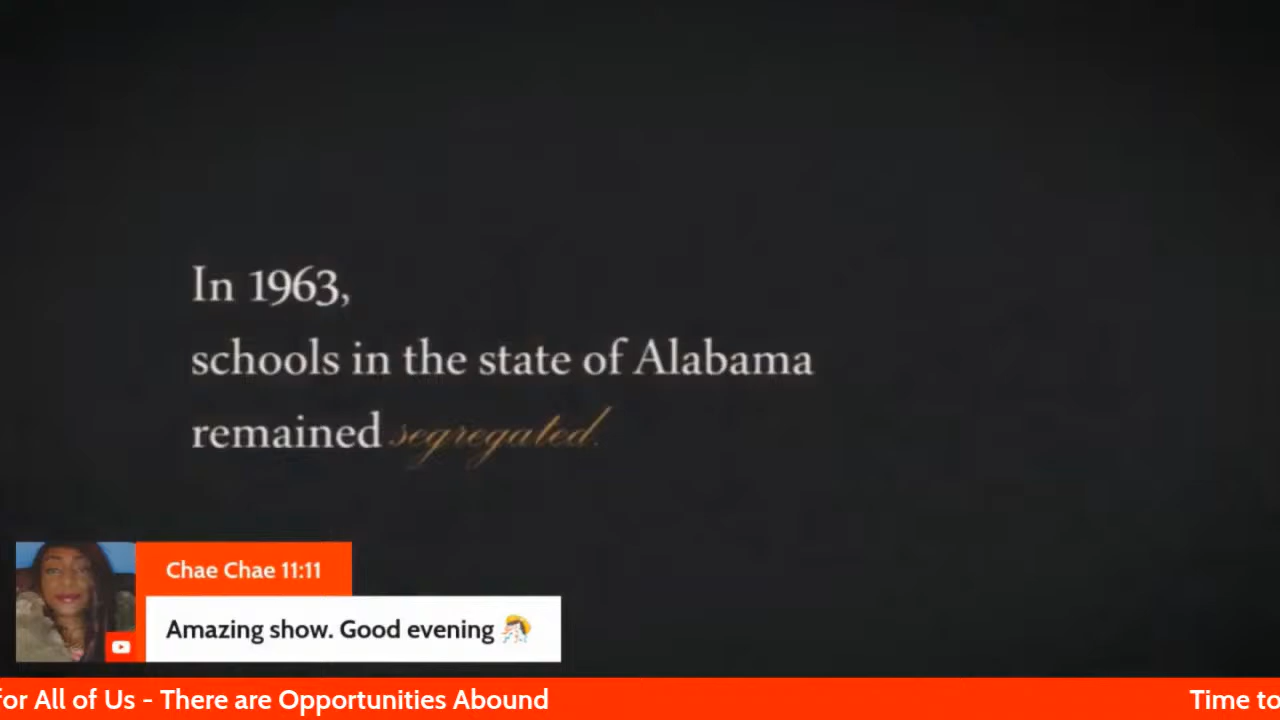 In 1963,
schools in the state of Alabama
remained segregated.
Chae Chae 11:11
Amazing show. Good evening
for All of Us - There are Opportunities Abound
Time to